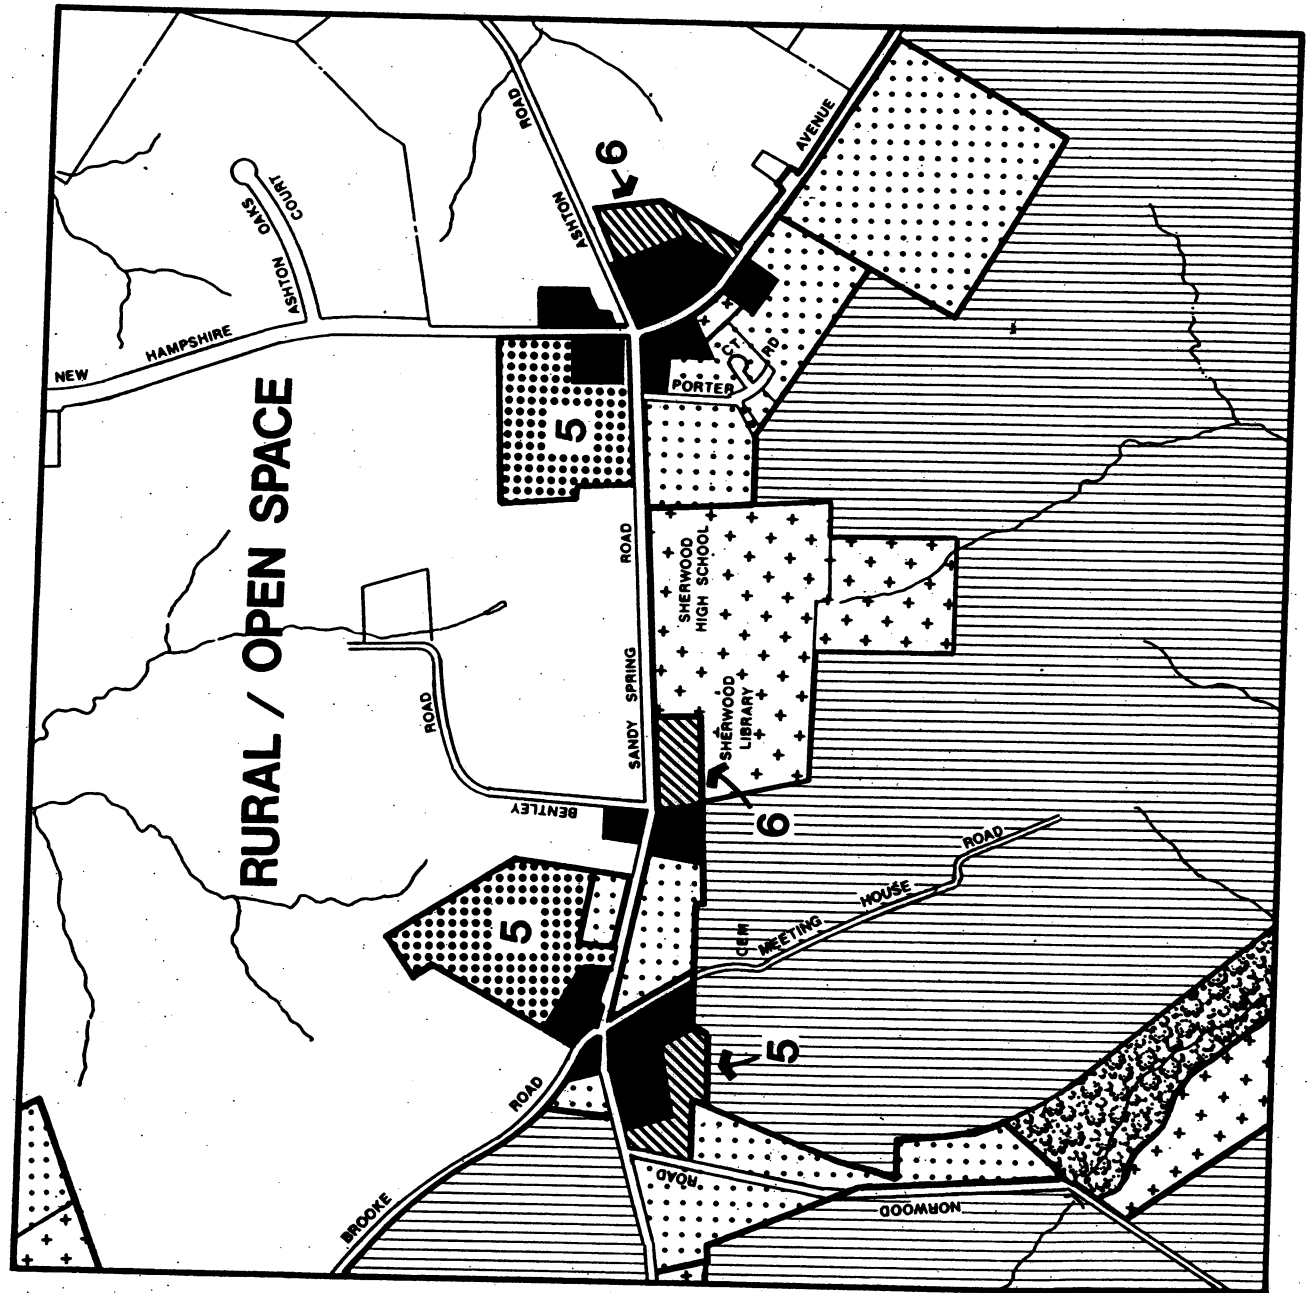 RURAL / OPEN SPACE
NEW
HAMPSHIRE
ASHTON
OAKS
COURT
ROAD
ASHTON
6
AVENUE
5
CT.
RD
PORTER
ROAD
SPRING
SANDY
SHERWOOD
HIGH SCHOOL
SHERWOOD
LIBRARY
6
ROAD
BENTLEY
5
CEM
MEETING
HOUSE
ROAD
5
ROAD
BROOKE
ROAD
NORWOOD